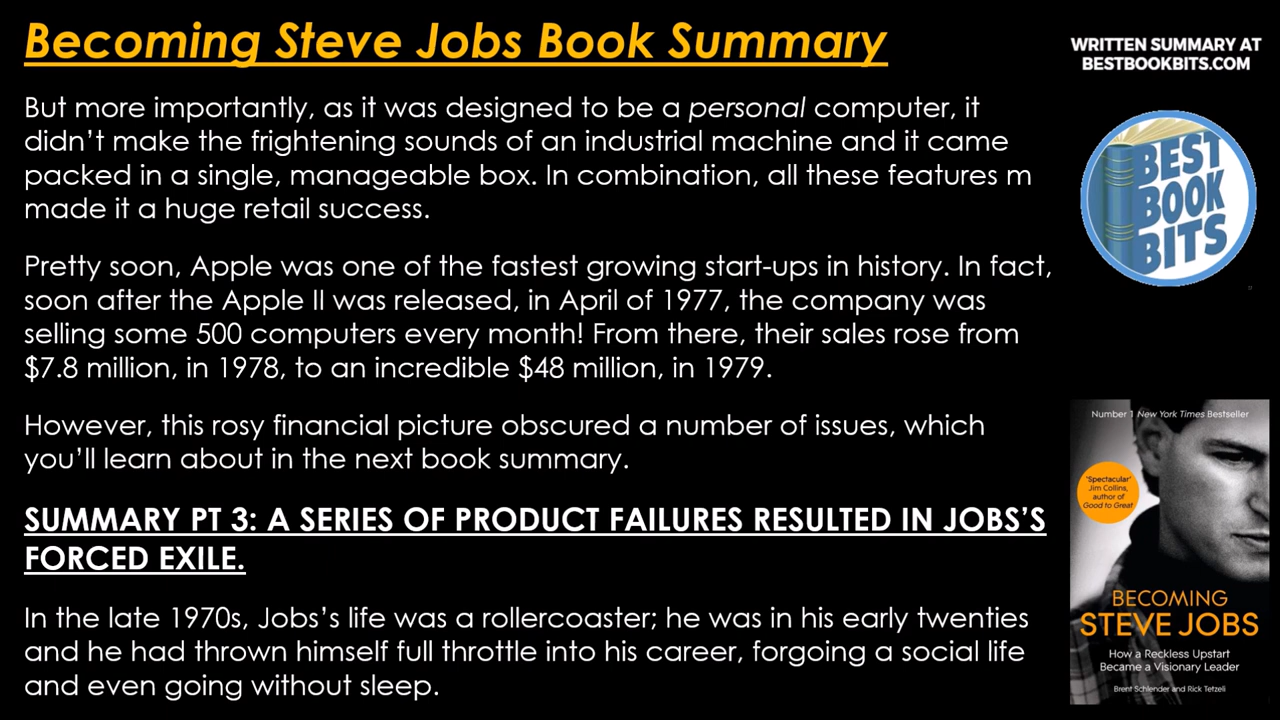 Becoming Steve Jobs Book Summary
WRITTEN SUMMARY AT
BESTBOOKBITS.COM
But more importantly, as it was designed to be a personal computer, it
didn't make the frightening sounds of an industrial machine and it came
packed in a single, manageable box. In combination, all these features m
made it a huge retail success.
Pretty soon, Apple was one of the fastest growing start-ups in history. In fact,
soon after the Apple II was released, in April of 1977, the company was
selling some 500 computers every month! From there, their sales rose from
$7.8 million, in 1978, to an incredible $48 million, in 1979.
However, this rosy financial picture obscured a number of issues, which
you'll learn about in the next book summary.
SUMMARY PT 3: A SERIES OF PRODUCT FAILURES RESULTED IN JOBS'S
FORCED EXILE.
In the late 1970s, Jobs's life was a rollercoaster; he was in his early twenties
and he had thrown himself full throttle into his career, forgoing a social life
and even going without sleep.
BEST
BOOK
BITS
Number 1 New York Times Bestseller
'Spectacular'
Jim Collins,
author of
Good to Great
BECOMING
STEVE JOBS
How a Reckless Upstart
Became a Visionary Leader
Brent Schlender and Rick Tetzeli